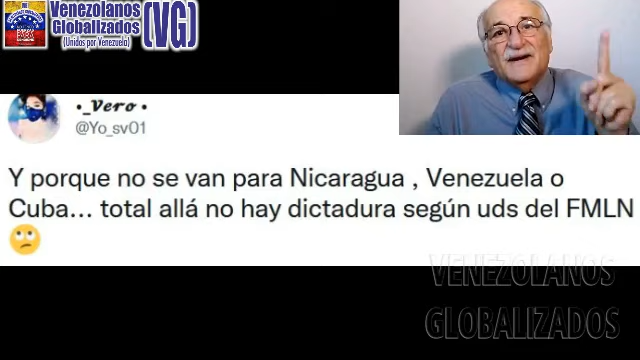 Venezolanos
Globalizados
(Unidos por Venezuela)
(VG)
•_Vero •
@Yo_sv01
Y porque no se van para Nicaragua , Venezuela o
Cuba... total allá no hay dictadura según uds del FMLN
🙄
VENEZOLANOS
GLOBALIZADOS